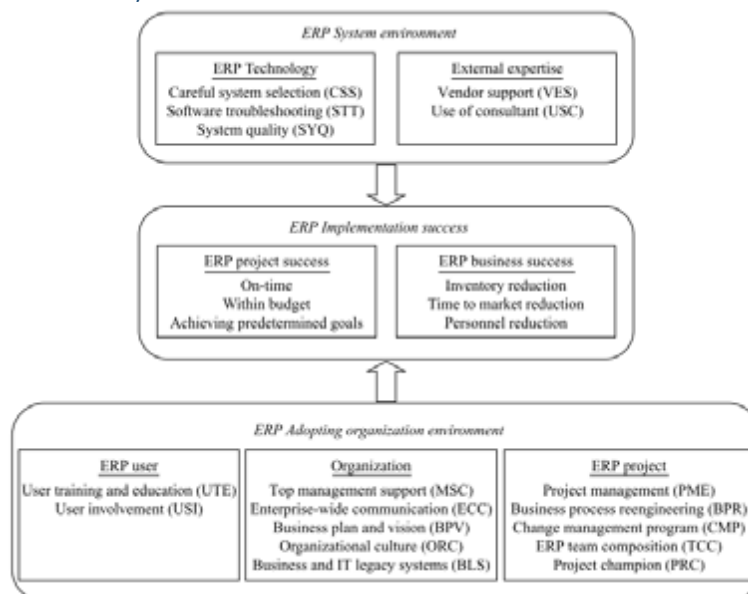 ERP System environment
ERP Technology
Careful system selection (CSS)
Software troubleshooting (STT)
System quality (SYQ)
External expertise
Vendor support (VES)
Use of consultant (USC)
ERP Implementation success
ERP project success
On-time
Within budget
Achieving predetermined goals
ERP business success
Inventory reduction
Time to market reduction
Personnel reduction
ERP Adopting organization environment
ERP user
User training and education (UTE)
User involvement (USI)
Organization
Top management support (MSC)
Enterprise-wide communication (ECC)
Business plan and vision (BPV)
Organizational culture (ORC)
Business and IT legacy systems (BLS)
ERP project
Project management (PME)
Business process reengineering (BPR)
Change management program (CMP)
ERP team composition (TCC)
Project champion (PRC)